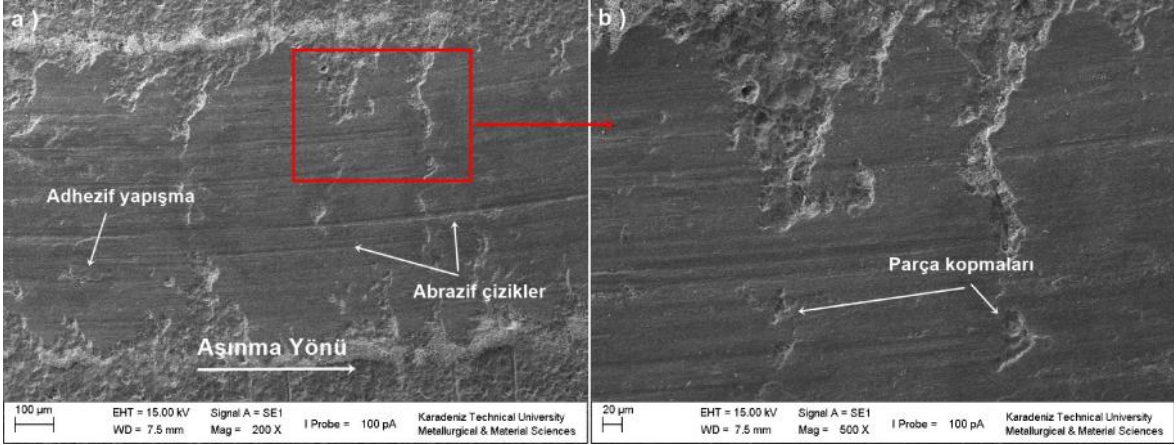 a )
Adhezif yapışma
Abrazif çizikler
Aşınma Yönü
100 µm
EHT = 15.00 kV
WD = 7.5 mm
Signal A = SE1
Mag = 200 X
I Probe = 100 pA
Karadeniz Technical University
Metallurgical & Material Sciences
b )
Parça kopmaları
20 µm
EHT = 15.00 kV
WD = 7.5 mm
Signal A = SE1
Mag = 500 X
I Probe = 100 pA
Karadeniz Technical University
Metallurgical & Material Sciences